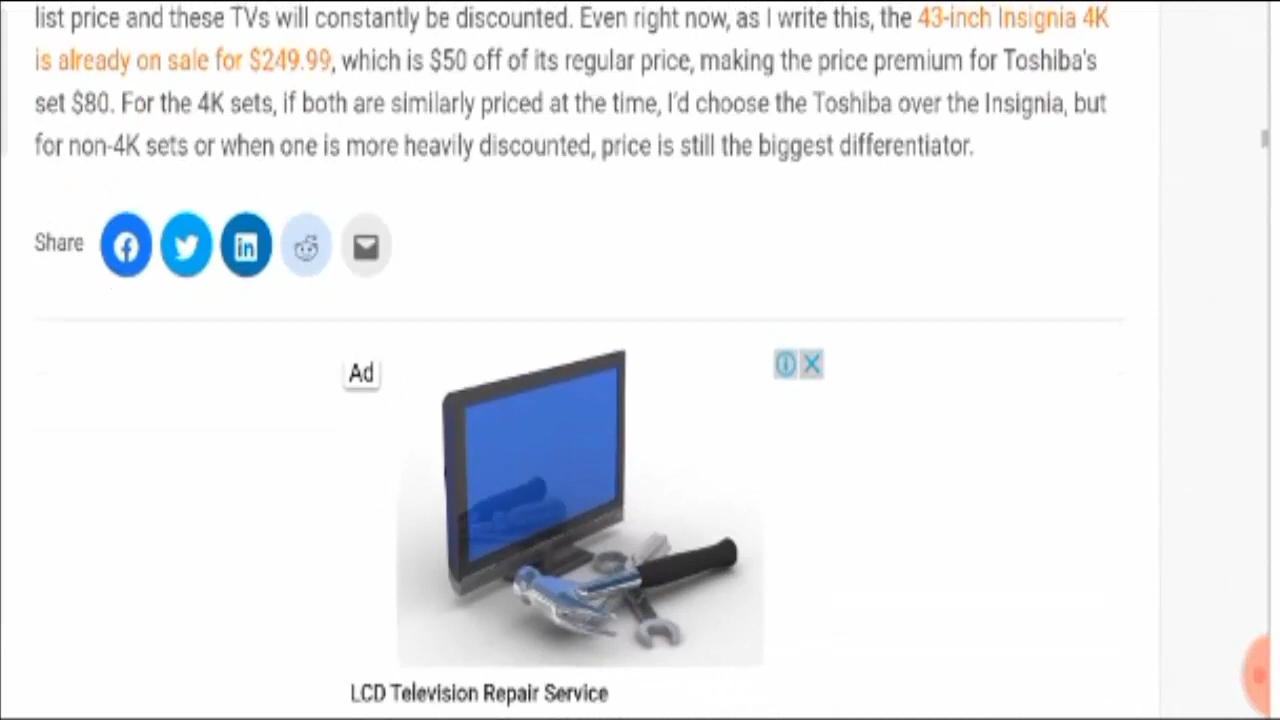 list price and these TVs will constantly be discounted. Even right now, as I write this, the 43-inch Insignia 4K
is already on sale for $249.99, which is $50 off of its regular price, making the price premium for Toshiba's
set $80. For the 4K sets, if both are similarly priced at the time, I'd choose the Toshiba over the Insignia, but
for non-4K sets or when one is more heavily discounted, price is still the biggest differentiator.
Share
Ad
LCD Television Repair Service